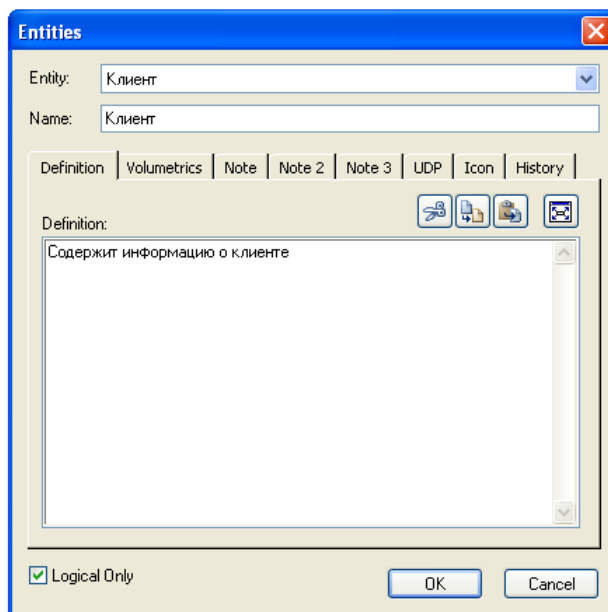 Entities
Entity: Клиент
Name: Клиент
Definition Volumetrics Note Note 2 Note 3 UDP Icon History
Definition:
Содержит информацию о клиенте
Logical Only OK Cancel